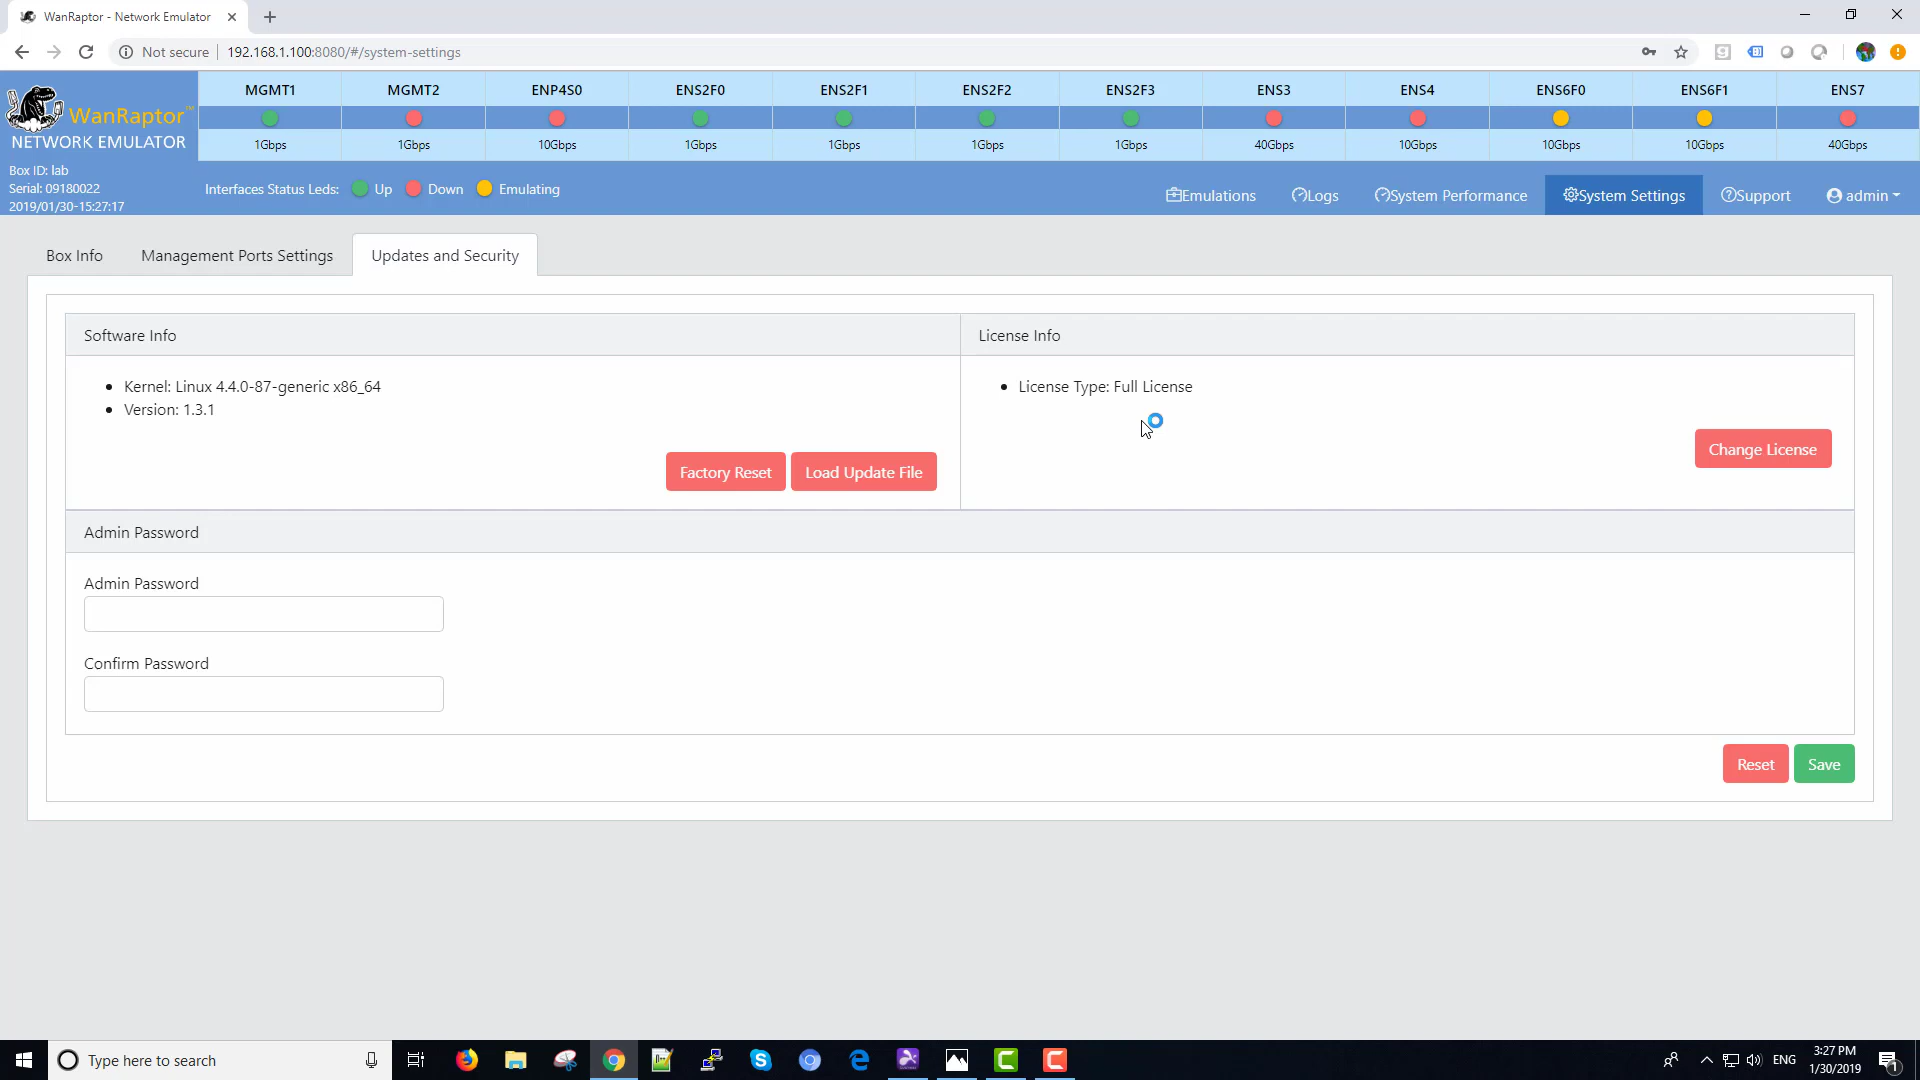 WanRaptor - Network Emulator
Not secure
192.168.1.100:8080/#/system-settings
WanRaptor™
NETWORK EMULATOR
Box ID: lab
Serial: 09180022
2019/01/30-15:27:17
MGMT1 MGMT2 ENP4S0 ENS2F0 ENS2F1 ENS2F2 ENS2F3 ENS3 ENS4 ENS6F0 ENS6F1 ENS7
1Gbps 1Gbps 10Gbps 1Gbps 1Gbps 1Gbps 1Gbps 40Gbps 10Gbps 10Gbps 10Gbps 40Gbps
Interfaces Status Leds: Up Down Emulating
Emulations Logs System Performance System Settings Support admin
Box Info Management Ports Settings Updates and Security
Software Info
Kernel: Linux 4.4.0-87-generic x86_64
Version: 1.3.1
Factory Reset Load Update File
License Info
License Type: Full License
Change License
Admin Password
Admin Password
Confirm Password
Reset Save
Type here to search
ENG
3:27 PM
1/30/2019
1